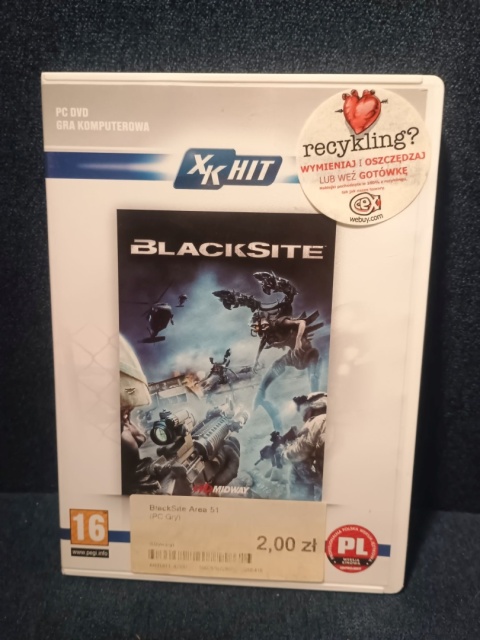 PC DVD
GRA KOMPUTEROWA
XK HIT
recykling?
WYMIENIAJ I OSZCZĘDZAJ
LUB WEŹ GOTÓWKĘ
cex
webuy.com
BLACKSITE
MIDWAY
BlackSite Area 51
(PC Gry)
2,00 zł
16
www.pegi.info
PL